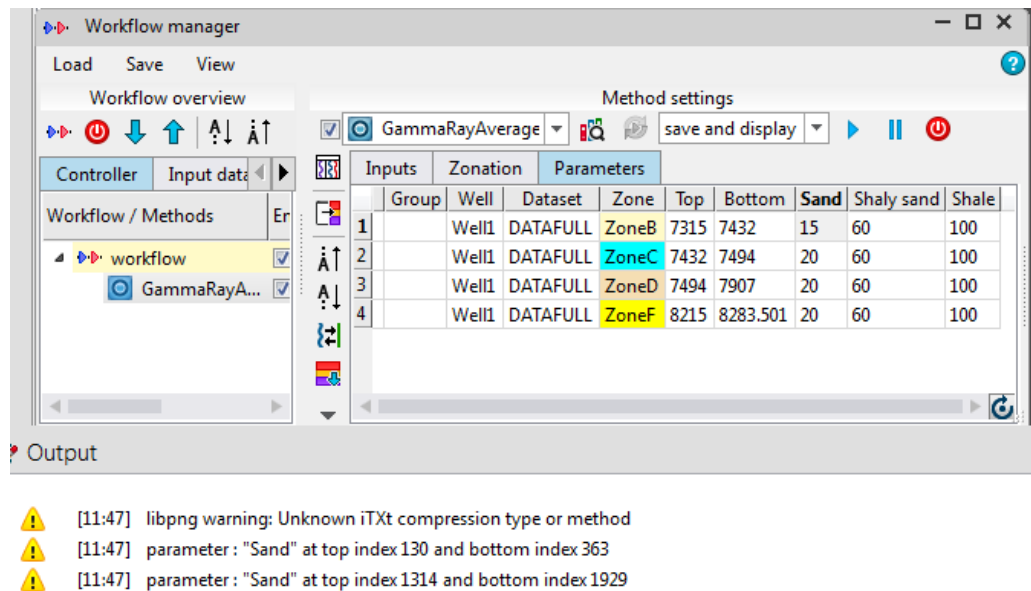 Workflow manager
Load Save View
Workflow overview
Method settings
GammaRayAverage save and display
Controller Input data
Inputs Zonation Parameters
Workflow / Methods Er
workflow
GammaRayA...
Group Well Dataset Zone Top Bottom Sand Shaly sand Shale
1 Well1 DATAFULL ZoneB 7315 7432 15 60 100
2 Well1 DATAFULL ZoneC 7432 7494 20 60 100
3 Well1 DATAFULL ZoneD 7494 7907 20 60 100
4 Well1 DATAFULL ZoneF 8215 8283.501 20 60 100
Output
[11:47] libpng warning: Unknown iTXt compression type or method
[11:47] parameter : "Sand" at top index 130 and bottom index 363
[11:47] parameter : "Sand" at top index 1314 and bottom index 1929